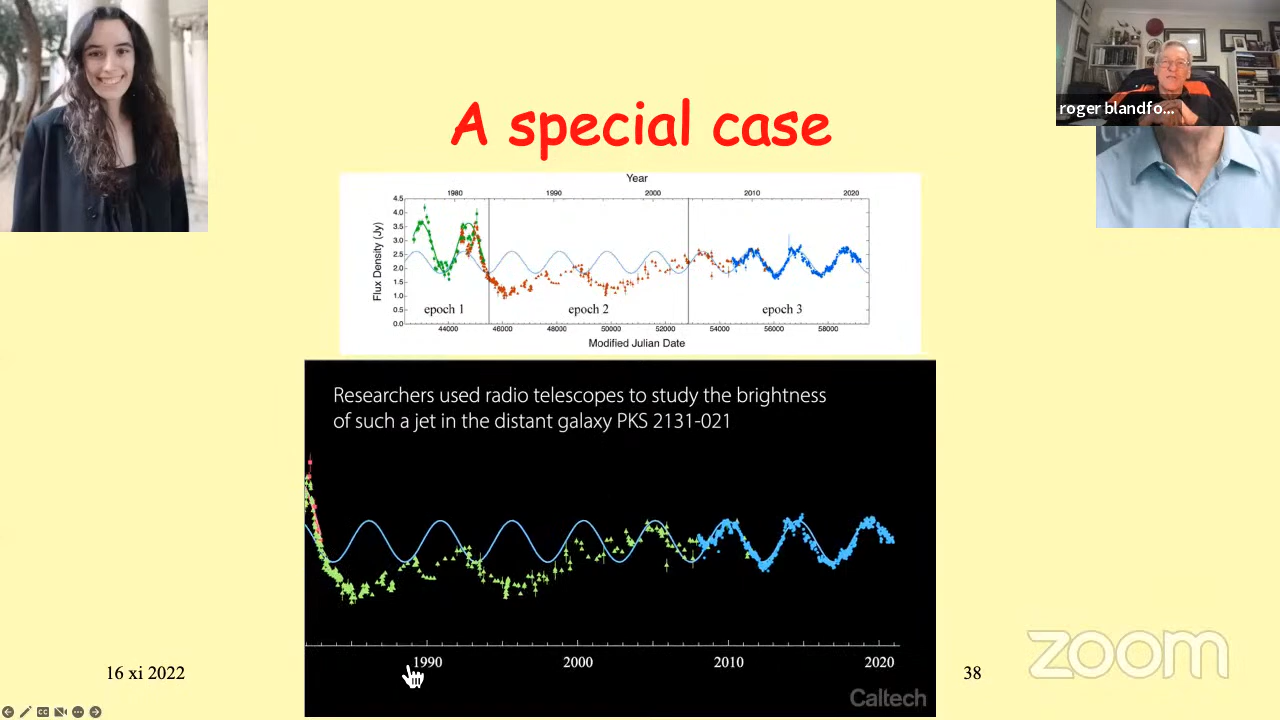 roger blandfo...
A special case
Year
1980 1990 2000 2010 2020
4.5
4.0
3.5
3.0
2.5
2.0
1.5
1.0
0.5
0.0
Flux Density (Jy)
epoch 1 epoch 2 epoch 3
44000 46000 48000 50000 52000 54000 56000 58000
Modified Julian Date
Researchers used radio telescopes to study the brightness
of such a jet in the distant galaxy PKS 2131-021
1990 2000 2010 2020
Caltech
16 xi 2022
38
zoom
CC